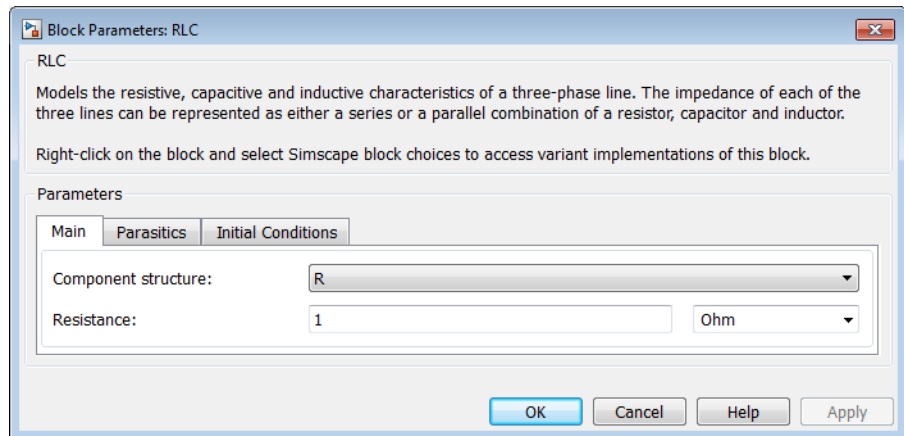 Block Parameters: RLC
RLC
Models the resistive, capacitive and inductive characteristics of a three-phase line. The impedance of each of the
three lines can be represented as either a series or a parallel combination of a resistor, capacitor and inductor.
Right-click on the block and select Simscape block choices to access variant implementations of this block.
Parameters
Main Parasitics Initial Conditions
Component structure: R
Resistance: 1 Ohm
OK Cancel Help Apply